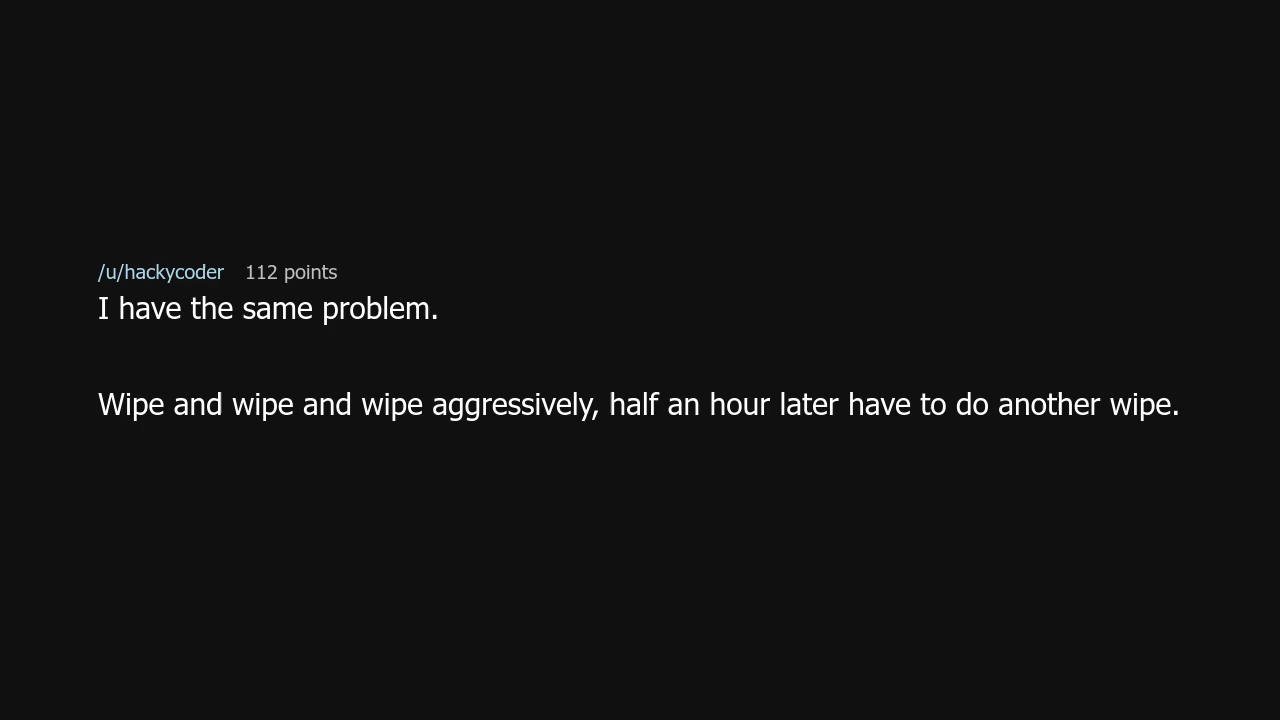 /u/hackycoder 112 points
I have the same problem.
Wipe and wipe and wipe aggressively, half an hour later have to do another wipe.